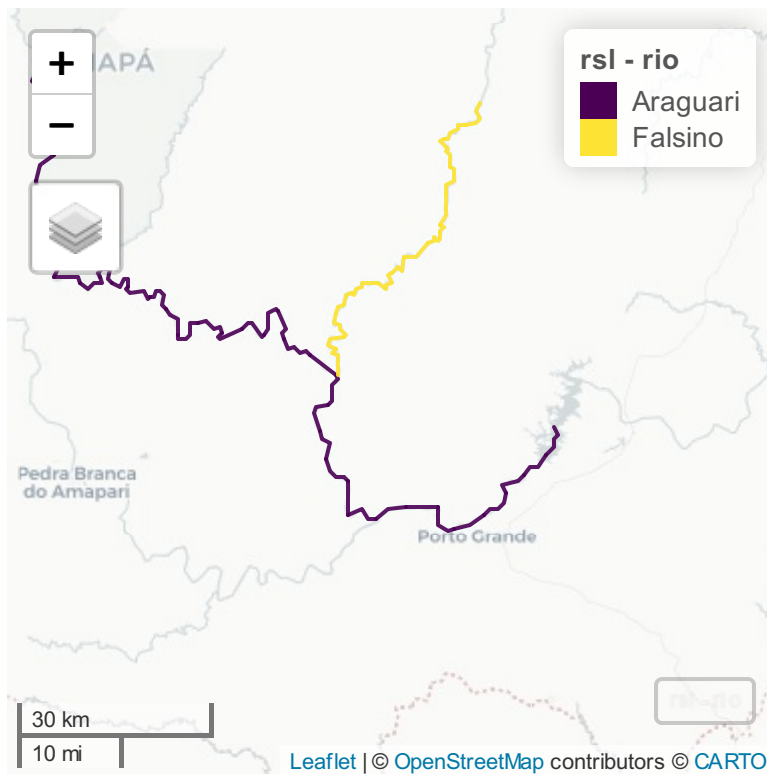 +
APÁ
rsl - rio
Araguari
Falsino
−
Pedra Branca
do Amapari
Porto Grande
rsl - rio
30 km
10 mi
Leaflet | © OpenStreetMap contributors © CARTO